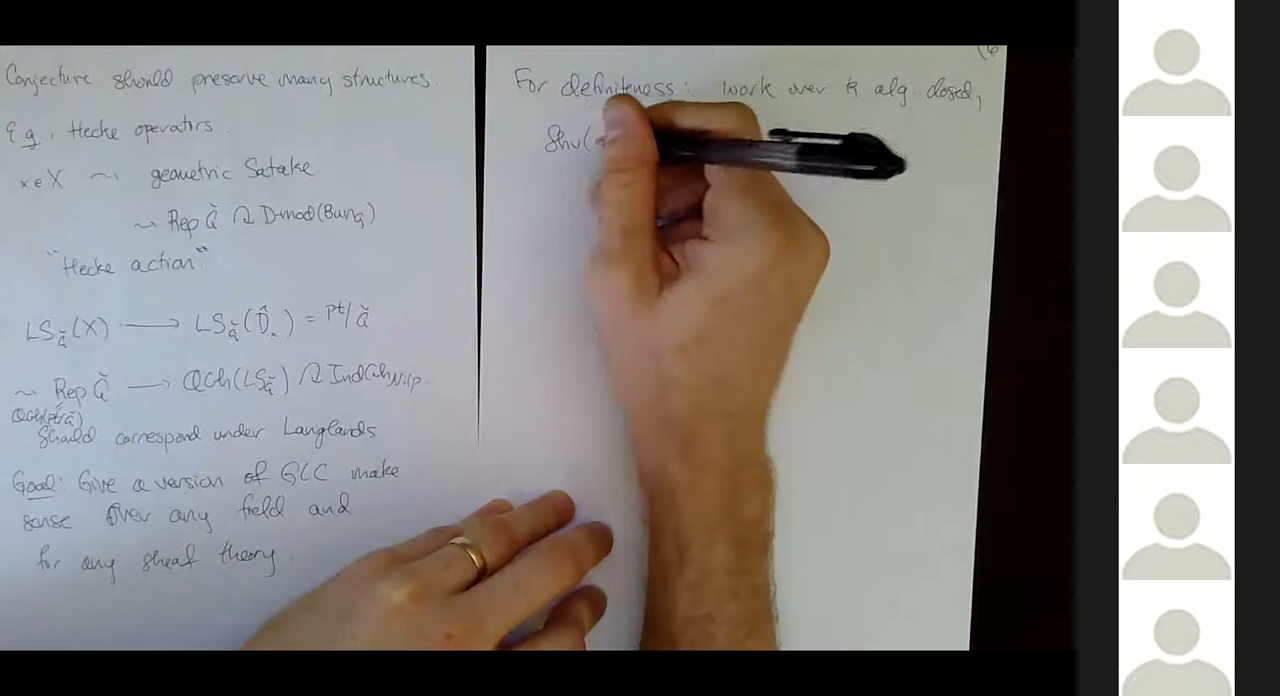 Conjecture should preserve many structures.
E.g. Hecke operators.
x ∈ X ⇝ geometric Satake
⇝ Rep Ǧ ↷ D-mod(Bun_G)
"Hecke action"
LS_Ǧ(X) → LS_Ǧ(D̂_x) = pt/Ǧ
⇝ Rep Ǧ → QCoh(LS_Ǧ) ↷ IndCoh_Nilp.
QCoh(pt/Ǧ)
Should correspond under Langlands
Goal: Give a version of GLC make
sense over any field and
for any sheaf theory
For definiteness: work over k alg. closed,
Shv(